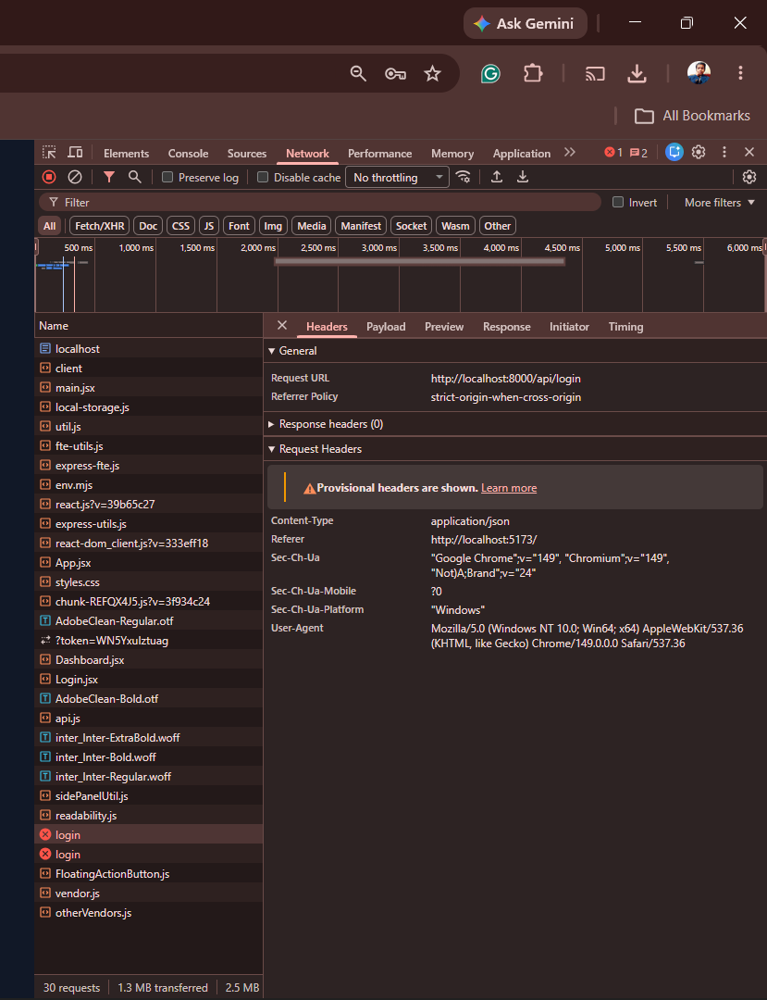 Ask Gemini
All Bookmarks
Elements Console Sources Network Performance Memory Application 1 2
Preserve log Disable cache No throttling
Filter Invert More filters
All Fetch/XHR Doc CSS JS Font Img Media Manifest Socket Wasm Other
500 ms 1,000 ms 1,500 ms 2,000 ms 2,500 ms 3,000 ms 3,500 ms 4,000 ms 4,500 ms 5,000 ms 5,500 ms 6,000 ms
Name
localhost
client
main.jsx
local-storage.js
util.js
fte-utils.js
express-fte.js
env.mjs
react.js?v=39b65c27
express-utils.js
react-dom_client.js?v=333eff18
App.jsx
styles.css
chunk-REFQX4J5.js?v=3f934c24
AdobeClean-Regular.otf
?token=WN5YxuIztuag
Dashboard.jsx
Login.jsx
AdobeClean-Bold.otf
api.js
inter_Inter-ExtraBold.woff
inter_Inter-Bold.woff
inter_Inter-Regular.woff
sidePanelUtil.js
readability.js
login
login
FloatingActionButton.js
vendor.js
otherVendors.js
30 requests 1.3 MB transferred 2.5 MB
Headers Payload Preview Response Initiator Timing
General
Request URL http://localhost:8000/api/login
Referrer Policy strict-origin-when-cross-origin
Response headers (0)
Request Headers
Provisional headers are shown. Learn more
Content-Type application/json
Referer http://localhost:5173/
Sec-Ch-Ua "Google Chrome";v="149", "Chromium";v="149",
"Not)A;Brand";v="24"
Sec-Ch-Ua-Mobile ?0
Sec-Ch-Ua-Platform "Windows"
User-Agent Mozilla/5.0 (Windows NT 10.0; Win64; x64) AppleWebKit/537.36
(KHTML, like Gecko) Chrome/149.0.0.0 Safari/537.36